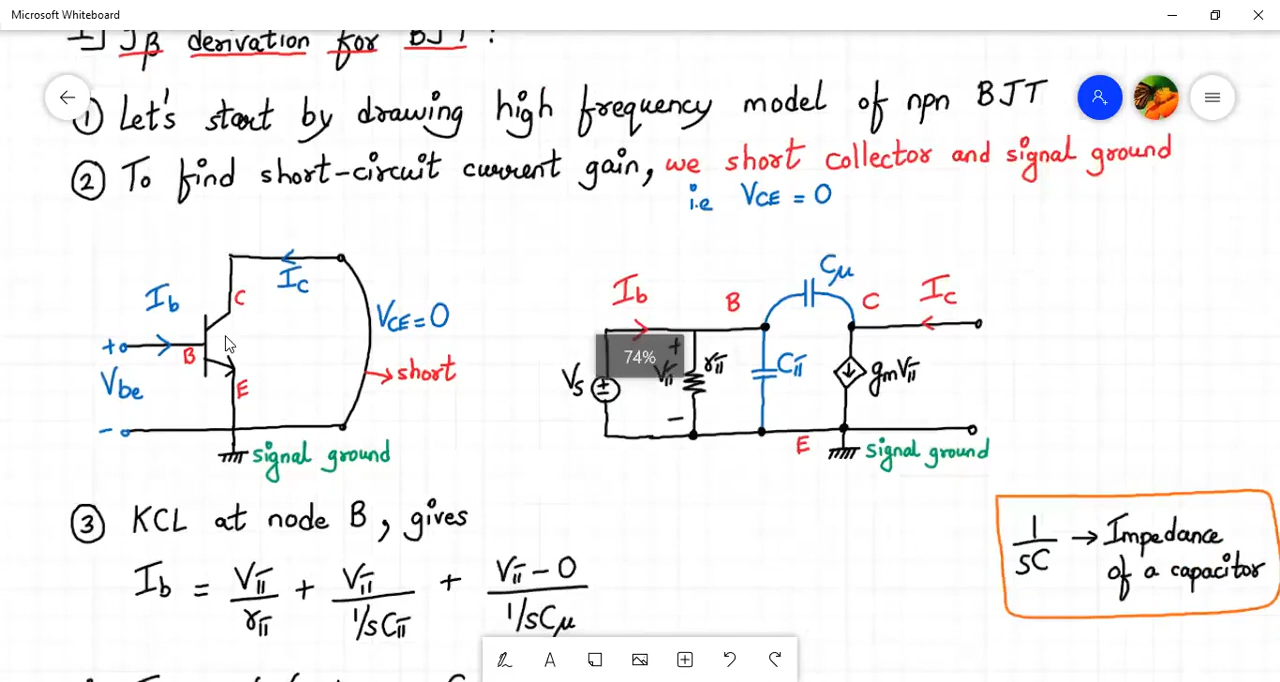 Microsoft Whiteboard
1] fβ derivation for BJT :
① Let's start by drawing high frequency model of npn BJT
② To find short-circuit current gain, we short collector and signal ground
i.e VCE = 0
Ib
C
Ic
VCE = 0
short
+
B
Vbe
E
-
signal ground
Ib
B
Cμ
C
Ic
74%
Vs
+
Vπ
-
rπ
Cπ
gmVπ
E
signal ground
③ KCL at node B, gives
Ib = Vπ/rπ + Vπ/(1/sCπ) + (Vπ - 0)/(1/sCμ)
1/sC → Impedance
of a capacitor